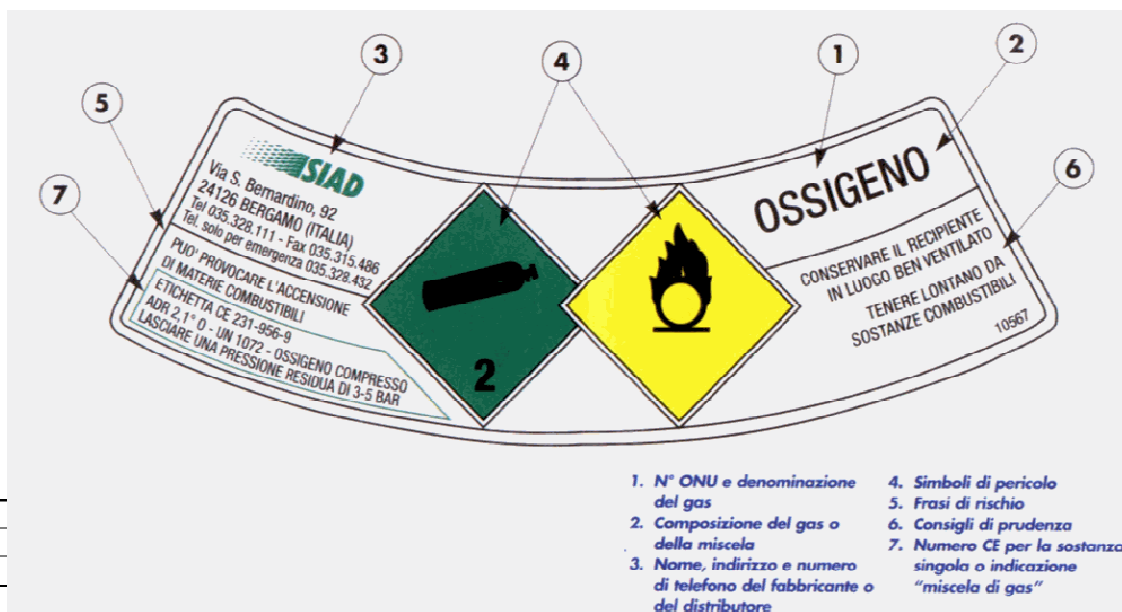 3
4
1
2
5
7
6
SIAD
Via S. Bernardino, 92
24126 BERGAMO (ITALIA)
Tel 035.328.111 - Fax 035.315.486
Tel. solo per emergenza 035.328.432
PUO' PROVOCARE L'ACCENSIONE
DI MATERIE COMBUSTIBILI
ETICHETTA CE 231-956-9
ADR 2,1° O - UN 1072 - OSSIGENO COMPRESSO
LASCIARE UNA PRESSIONE RESIDUA DI 3-5 BAR
2
OSSIGENO
CONSERVARE IL RECIPIENTE
IN LUOGO BEN VENTILATO
TENERE LONTANO DA
SOSTANZE COMBUSTIBILI
10567
1. N° ONU e denominazione
del gas
2. Composizione del gas o
della miscela
3. Nome, indirizzo e numero
di telefono del fabbricante o
del distributore
4. Simboli di pericolo
5. Frasi di rischio
6. Consigli di prudenza
7. Numero CE per la sostanza
singola o indicazione
"miscela di gas"